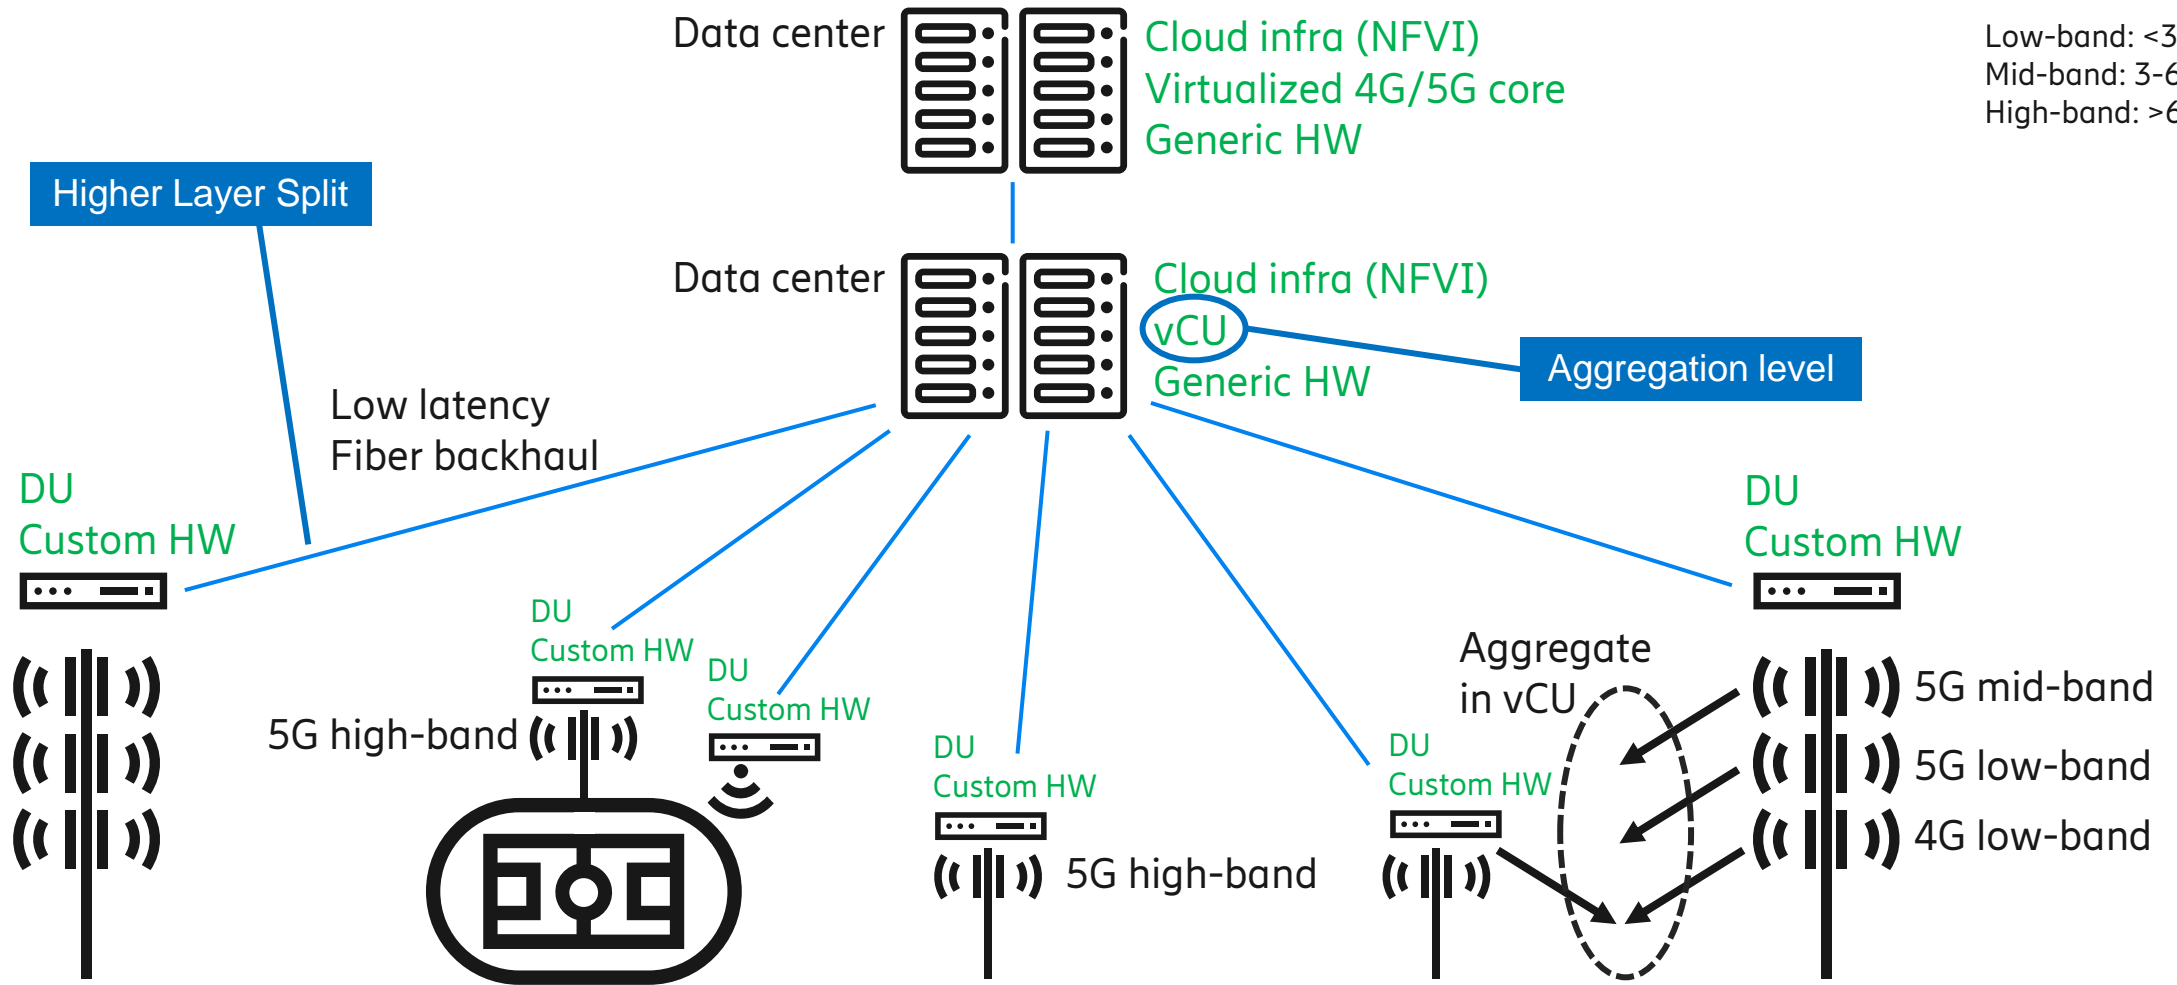 Data center
Cloud infra (NFVI)
Virtualized 4G/5G core
Generic HW
Low-band: <3
Mid-band: 3-6
High-band: >6
Higher Layer Split
Data center
Cloud infra (NFVI)
vCU
Generic HW
Aggregation level
Low latency
Fiber backhaul
DU
Custom HW
DU
Custom HW
DU
Custom HW
5G high-band
DU
Custom HW
5G high-band
DU
Custom HW
Aggregate
in vCU
DU
Custom HW
5G mid-band
5G low-band
4G low-band